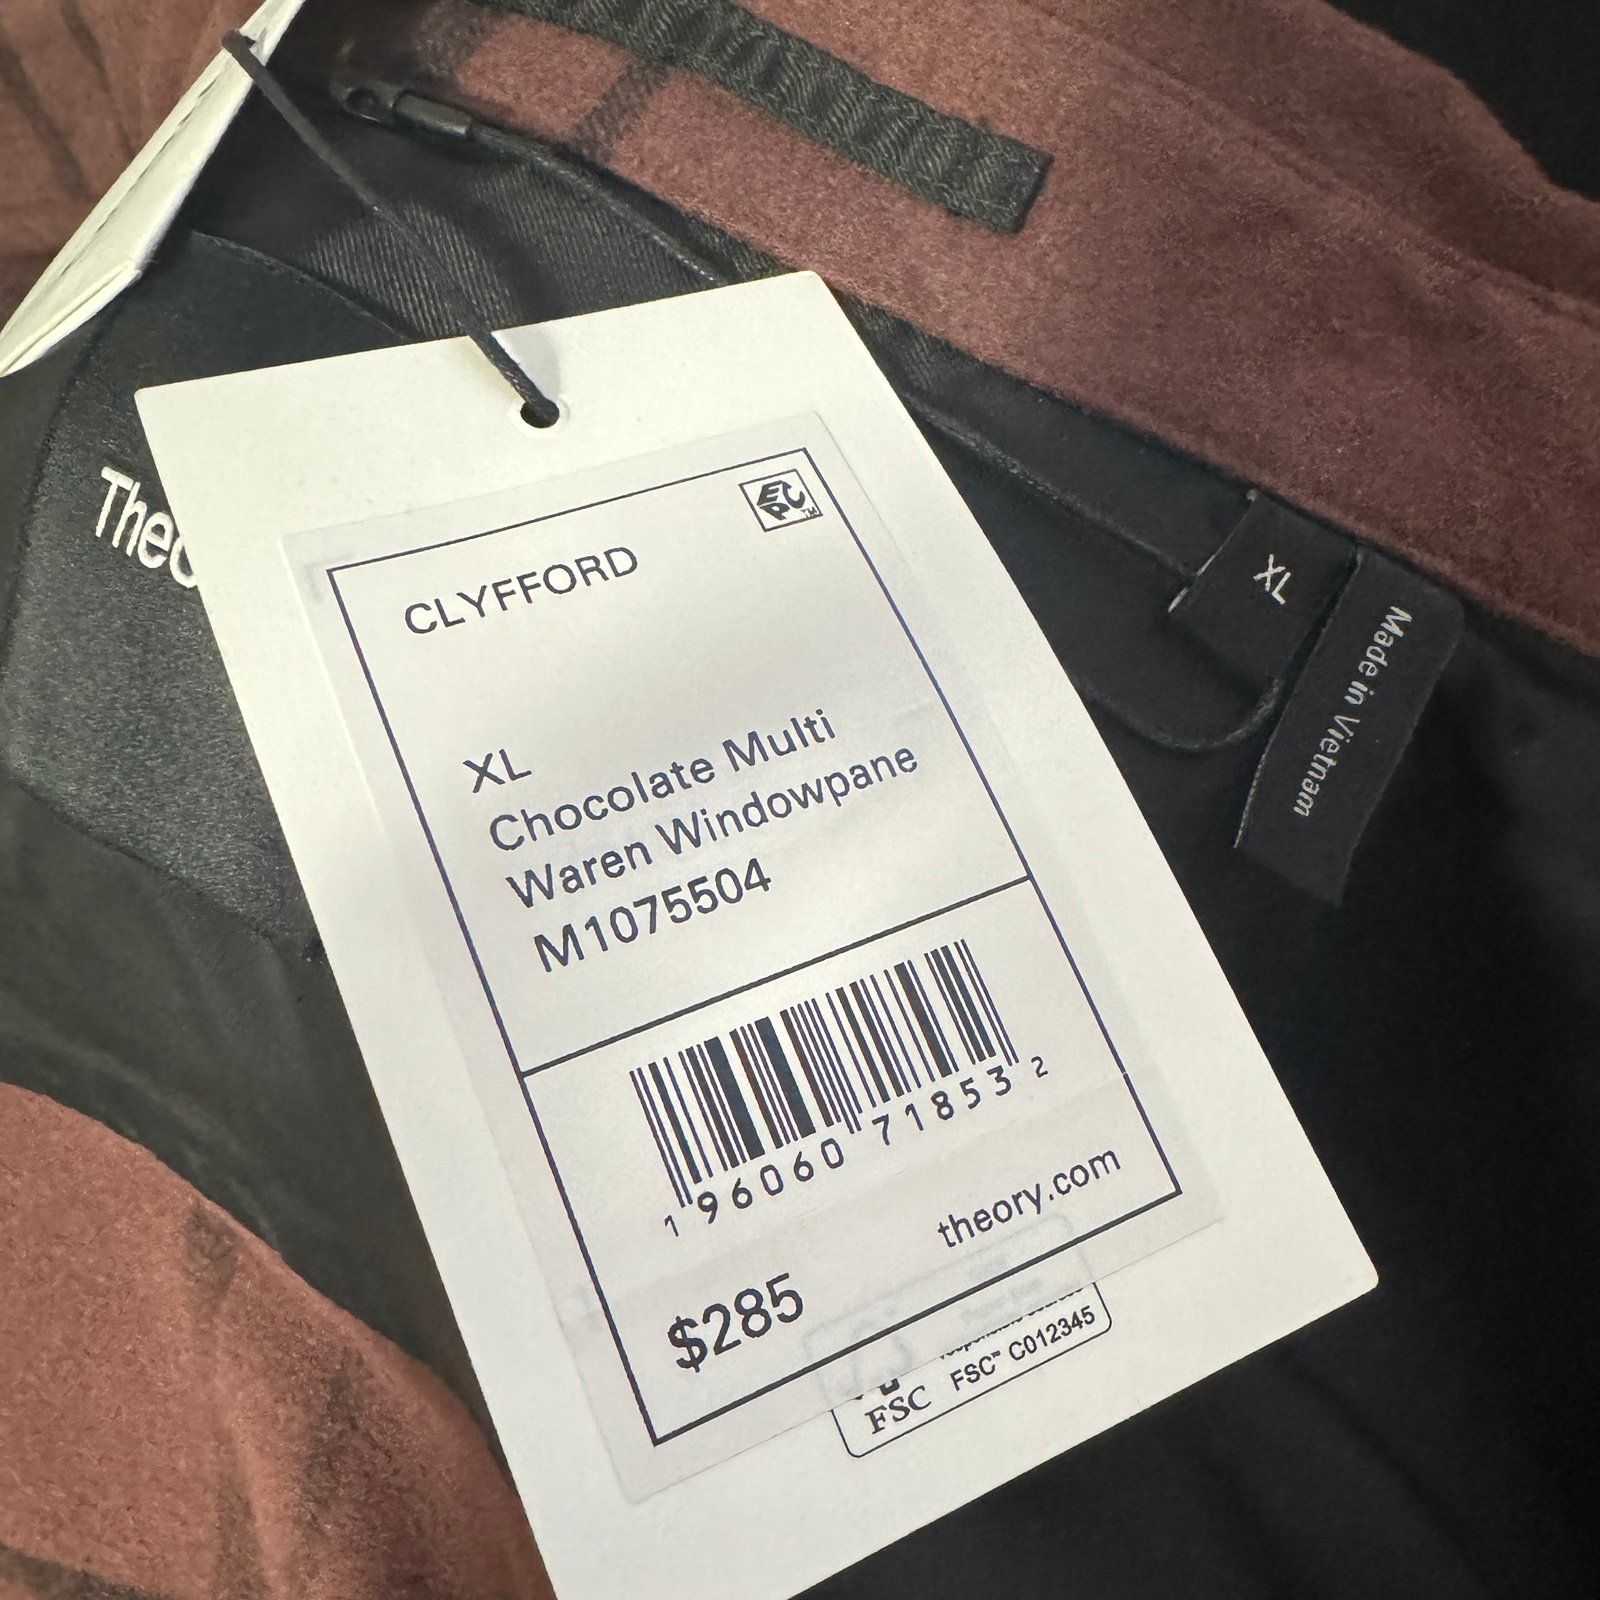 Theo
EPC™
CLYFFORD
XL
Chocolate Multi
Waren Windowpane
M1075504
1 96060 71853 2
theory.com
$285
FSC
FSC™ C012345
XL
Made in Vietnam